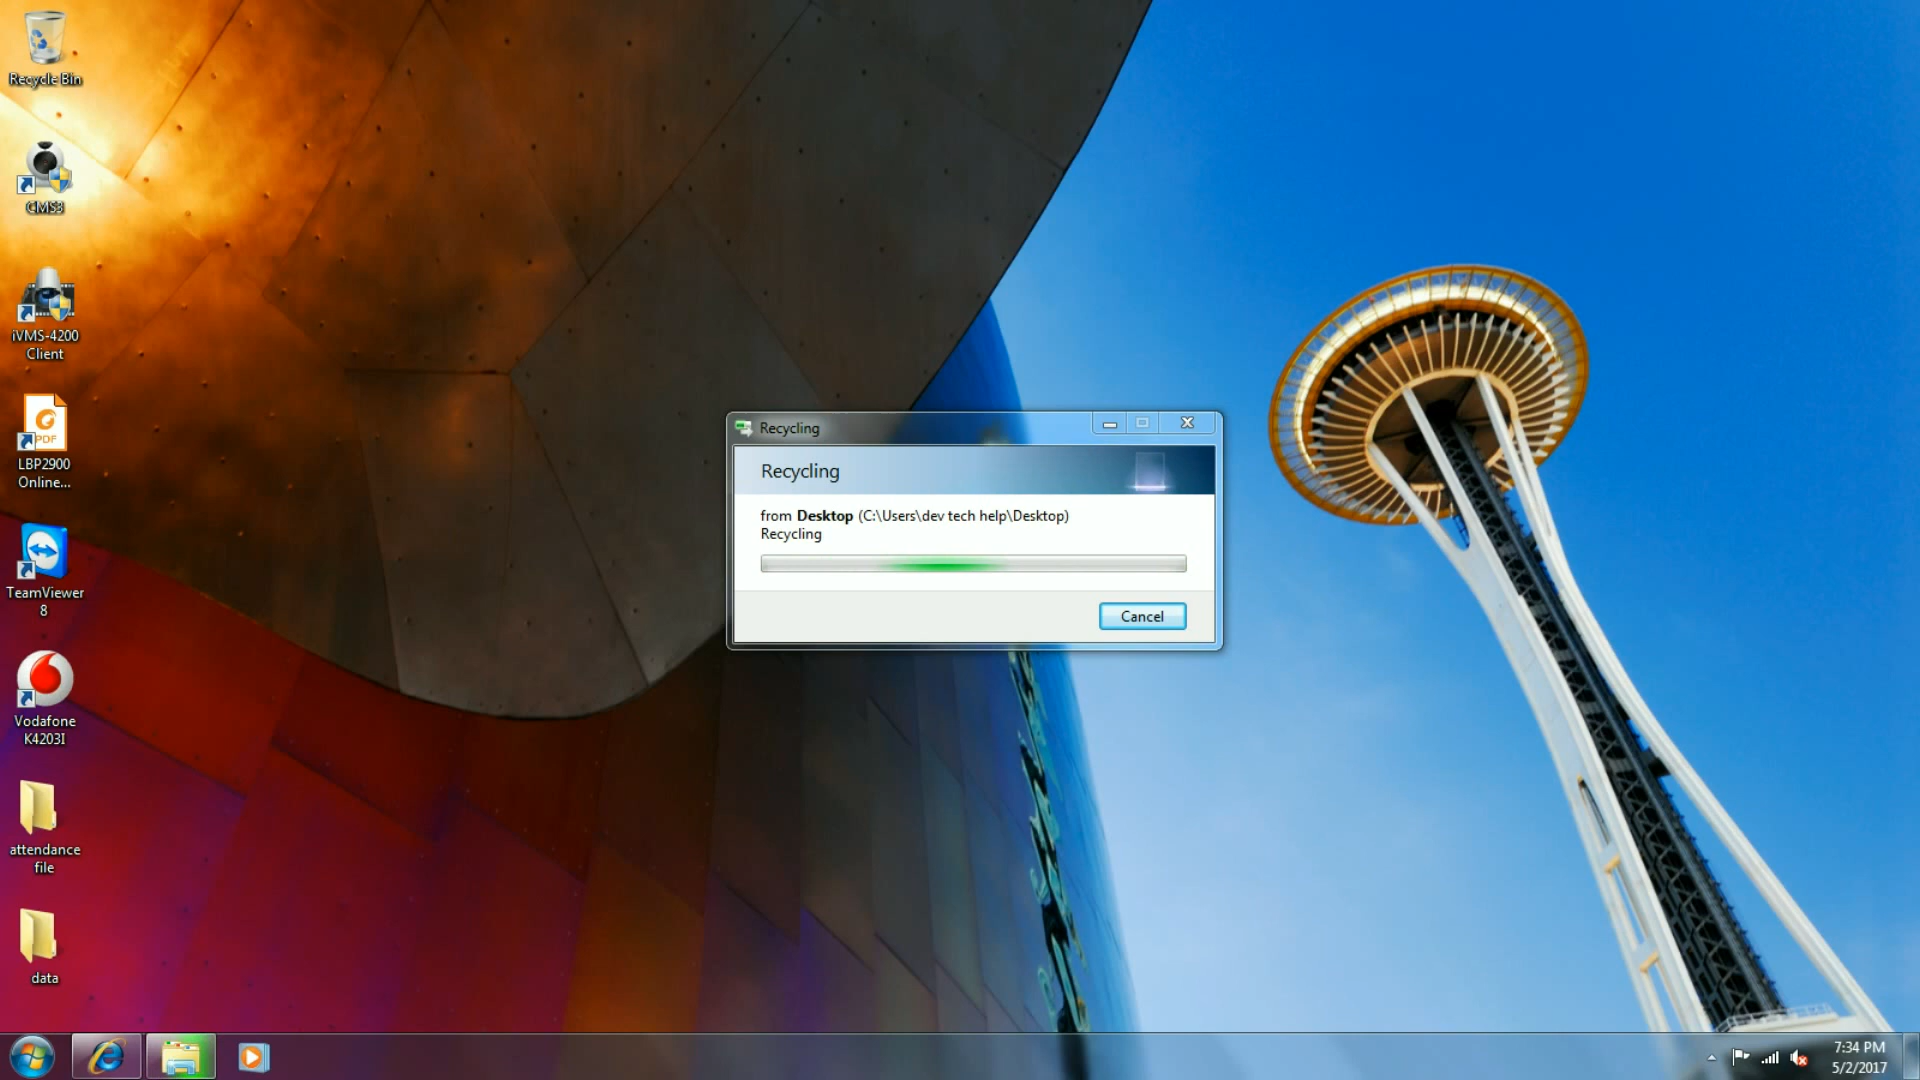 Recycle Bin
CMS3
iVMS-4200
Client
PDF
LBP2900
Online...
TeamViewer
8
Vodafone
K4203I
attendance
file
data
Recycling
Recycling
from Desktop (C:\Users\dev tech help\Desktop)
Recycling
Cancel
7:34 PM
5/2/2017